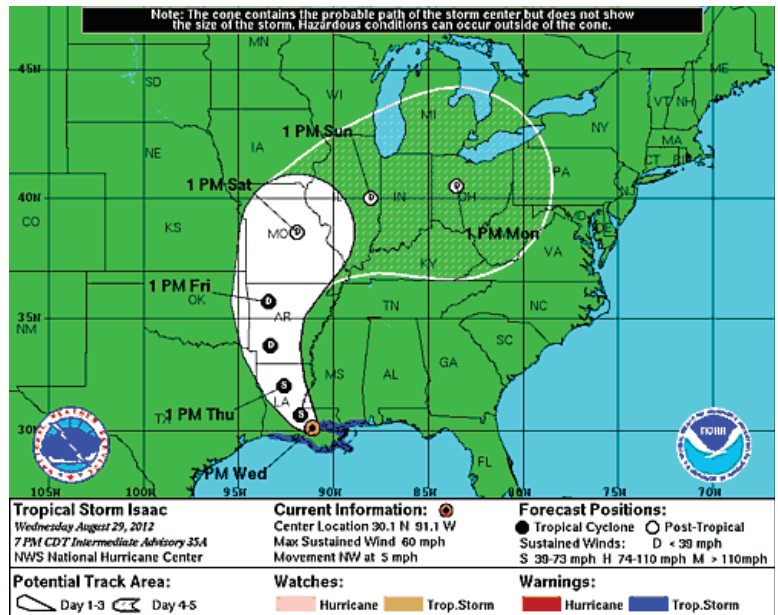 Note: The cone contains the probable path of the storm center but does not show
the size of the storm. Hazardous conditions can occur outside of the cone.
MN
ME
45N
SD
WI
MI
VT NH
NY
1 PM Sun
MA
IA
CT RI
NE
PA
1 PM Sat
NJ
40N
IL
IN
OH
CO
KS
MO
1 PM Mon
MD
DE
VA
KY
1 PM Fri
OK
TN
NC
35N
AR
NM
SC
MS
AL
GA
1 PM Thu
LA
TX
30N
NOAA
7 PM Wed
FL
105W
95W
90W
85W
80W
75W
70W
D
D
D
D
D
S
S
Tropical Storm Isaac
Wednesday August 29, 2012
7 PM CDT Intermediate Advisory 35A
NWS National Hurricane Center
Current Information:
Center Location 30.1 N 91.1 W
Max Sustained Wind 60 mph
Movement NW at 5 mph
Forecast Positions:
Tropical Cyclone Post-Tropical
Sustained Winds: D < 39 mph
S 39-73 mph H 74-110 mph M > 110mph
Potential Track Area:
Day 1-3 Day 4-5
Watches:
Hurricane Trop.Storm
Warnings:
Hurricane Trop.Storm